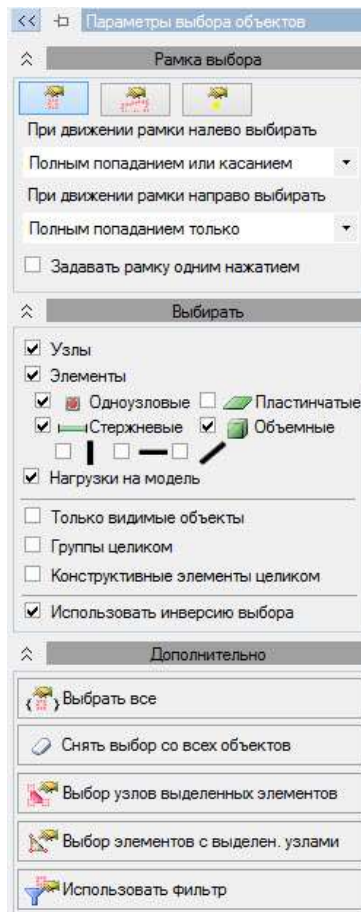 << Параметры выбора объектов
Рамка выбора
При движении рамки налево выбирать
Полным попаданием или касанием
При движении рамки направо выбирать
Полным попаданием только
Задавать рамку одним нажатием
Выбирать
Узлы
Элементы
Одноузловые Пластинчатые
Стержневые Объемные
Нагрузки на модель
Только видимые объекты
Группы целиком
Конструктивные элементы целиком
Использовать инверсию выбора
Дополнительно
Выбрать все
Снять выбор со всех объектов
Выбор узлов выделенных элементов
Выбор элементов с выделен. узлами
Использовать фильтр